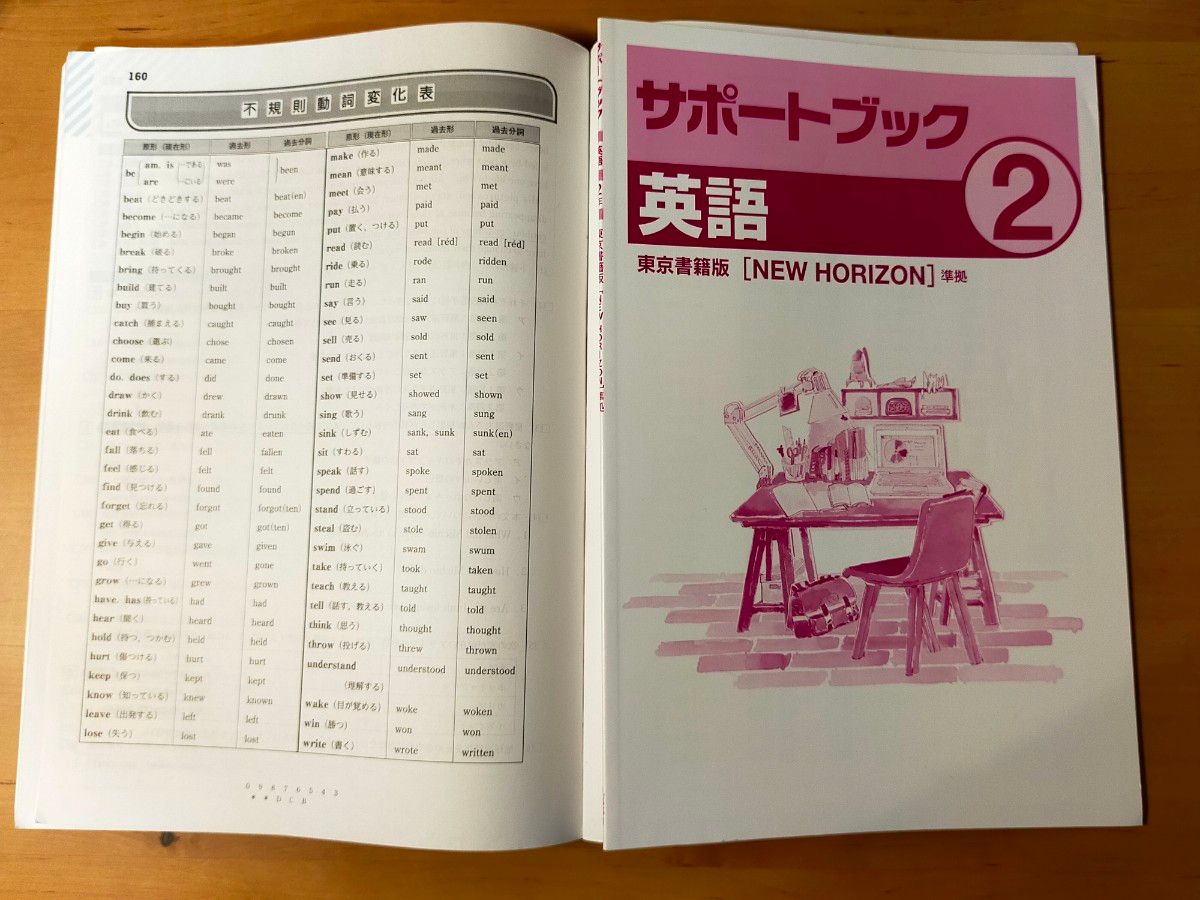 160
不規則動詞変化表
原形（現在形） 過去形 過去分詞
be am, is …である was been
are …にいる were
beat（どきどきする） beat beat(en)
become（…になる） became become
begin（始める） began begun
break（破る） broke broken
bring（持ってくる） brought brought
build（建てる） built built
buy（買う） bought bought
catch（捕まえる） caught caught
choose（選ぶ） chose chosen
come（来る） came come
do, does（する） did done
draw（かく） drew drawn
drink（飲む） drank drunk
eat（食べる） ate eaten
fall（落ちる） fell fallen
feel（感じる） felt felt
find（見つける） found found
forget（忘れる） forgot forgot(ten)
get（得る） got got(ten)
give（与える） gave given
go（行く） went gone
grow（…になる） grew grown
have, has（持っている） had had
hear（聞く） heard heard
hold（持つ、つかむ） held held
hurt（傷つける） hurt hurt
keep（保つ） kept kept
know（知っている） knew known
leave（出発する） left left
lose（失う） lost lost
原形（現在形） 過去形 過去分詞
make（作る） made made
mean（意味する） meant meant
meet（会う） met met
pay（払う） paid paid
put（置く、つける） put put
read（読む） read [réd] read [réd]
ride（乗る） rode ridden
run（走る） ran run
say（言う） said said
see（見る） saw seen
sell（売る） sold sold
send（おくる） sent sent
set（準備する） set set
show（見せる） showed shown
sing（歌う） sang sung
sink（しずむ） sank, sunk sunk(en)
sit（すわる） sat sat
speak（話す） spoke spoken
spend（過ごす） spent spent
stand（立っている） stood stood
steal（盗む） stole stolen
swim（泳ぐ） swam swum
take（持っていく） took taken
teach（教える） taught taught
tell（話す、教える） told told
think（思う） thought thought
throw（投げる） threw thrown
understand understood understood
（理解する）
wake（目が覚める） woke woken
win（勝つ） won won
write（書く） wrote written
0 9 8 7 6 5 4 3
＊ ＊ D C B
サポートブック
英語
2
東京書籍版 [NEW HORIZON] 準拠